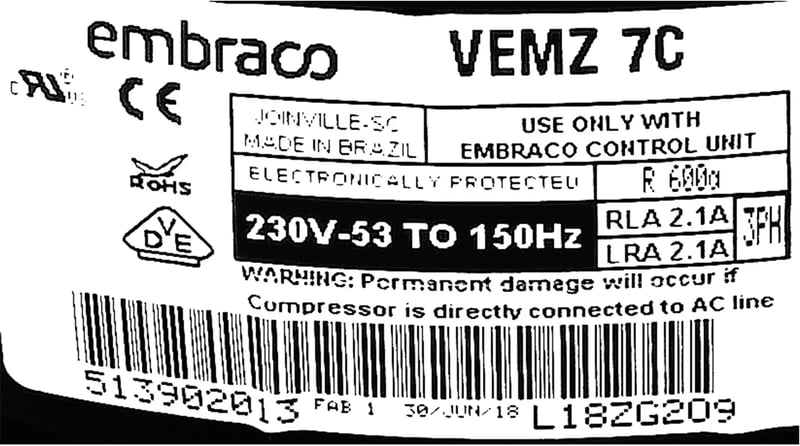 embraco VEMZ 7C
JOINVILLE-SC
MADE IN BRAZIL
USE ONLY WITH
EMBRACO CONTROL UNIT
ROHS
ELECTRONICALLY PROTECTED
R 600a
230V-53 TO 150Hz
RLA 2.1A
LRA 2.1A
3PH
VDE
WARNING: Permanent damage will occur if
Compressor is directly connected to AC line
513902013 FAB 1 30/JUN/18 L18ZG209